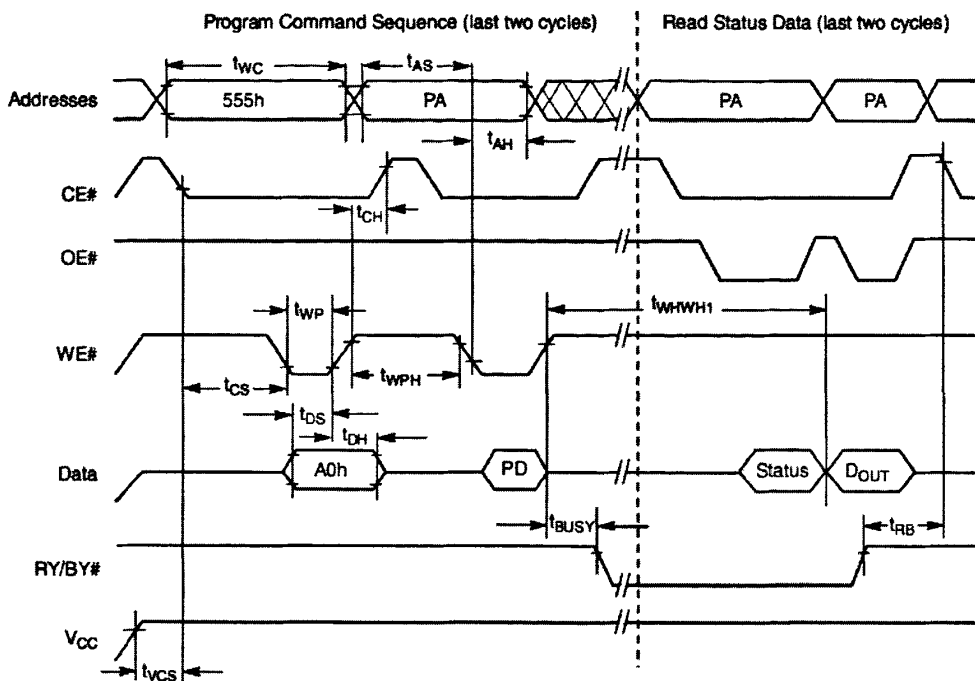 Program Command Sequence (last two cycles) Read Status Data (last two cycles)
tWC tAS
Addresses 555h PA PA PA
tAH
CE#
tCH
OE#
tWP tWHWH1
WE#
tCS tWPH
tDS
tDH
Data A0h PD Status DOUT
tBUSY tRB
RY/BY#
VCC
tVCS